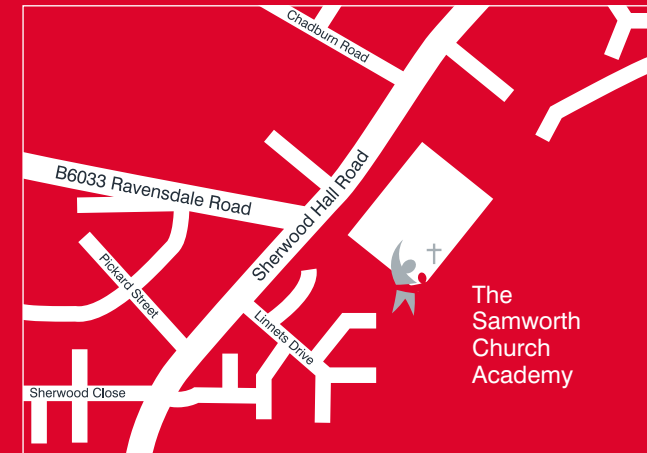 Chadburn Road
B6033 Ravensdale Road
Sherwood Hall Road
Pickard Street
Linnets Drive
Sherwood Close
The
Samworth
Church
Academy